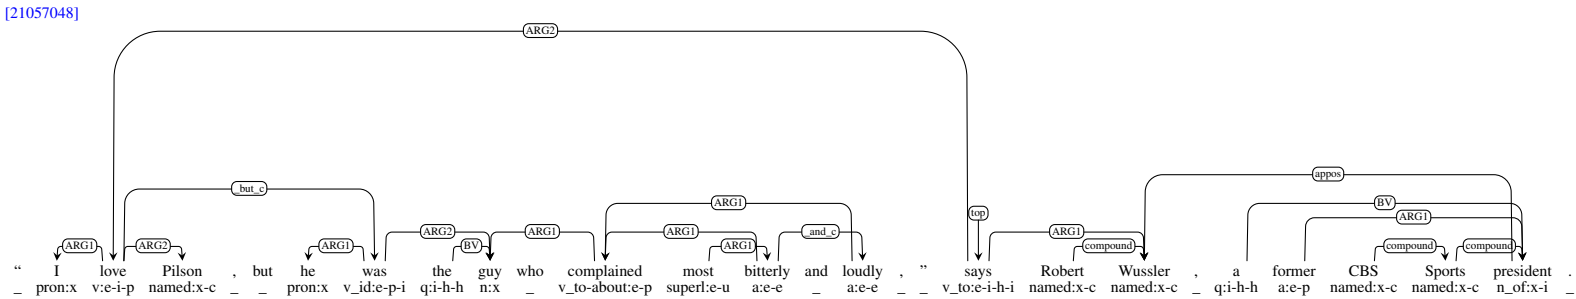 [21057048]
ARG2
appos
_but_c
top
ARG1 BV
ARG1
ARG1 ARG2 ARG1 ARG2 BV ARG1 ARG1 ARG1 _and_c ARG1 compound compound compound
“ I love Pilson , but he was the guy who complained most bitterly and loudly , ” says Robert Wussler , a former CBS Sports president .
_ pron:x v:e-i-p named:x-c _ _ pron:x v_id:e-p-i q:i-h-h n:x _ v_to-about:e-p superl:e-u a:e-e _ a:e-e _ _ v_to:e-i-h-i named:x-c named:x-c _ q:i-h-h a:e-p named:x-c named:x-c n_of:x-i _